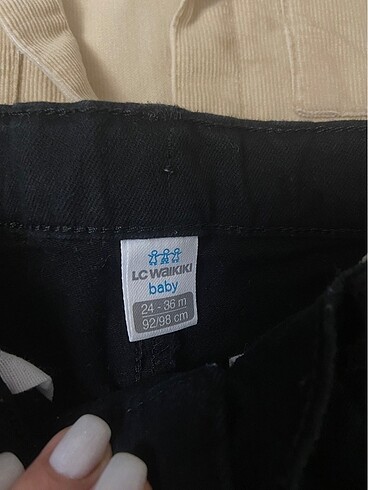 LC WAIKIKI
baby
24 - 36 m
92/98 cm